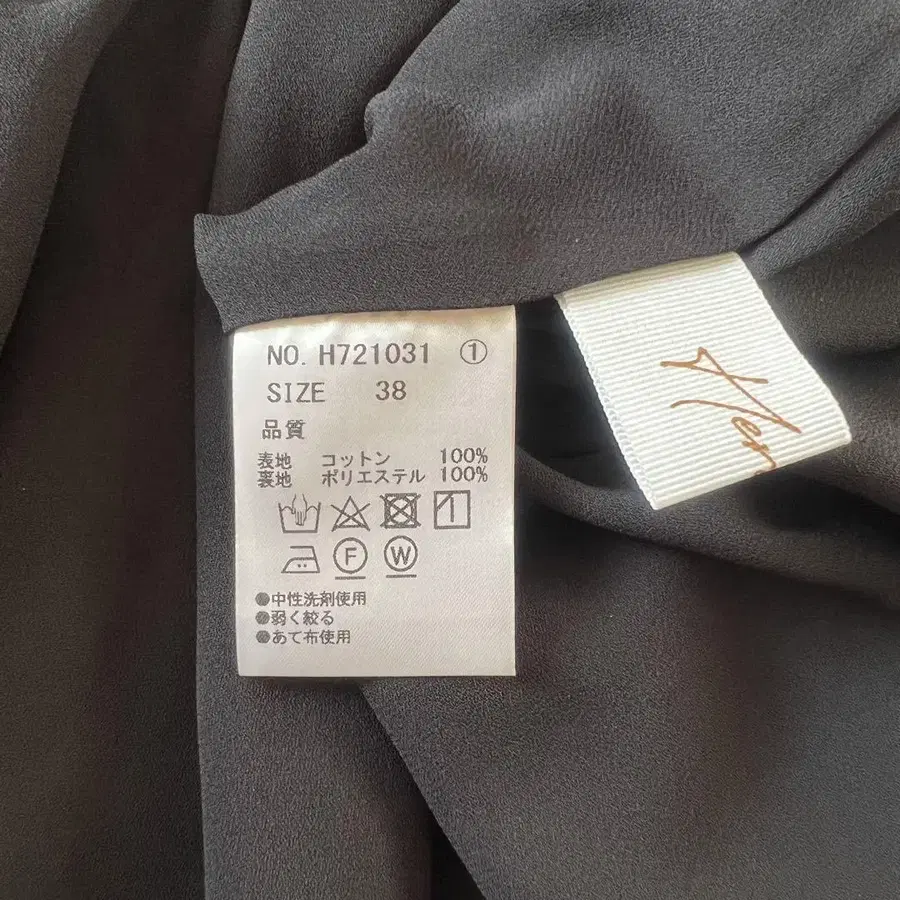 NO. H721031 ①
SIZE 38
品質
表地 コットン 100%
裏地 ポリエステル 100%
F W
●中性洗剤使用
●弱く絞る
●あて布使用
Her